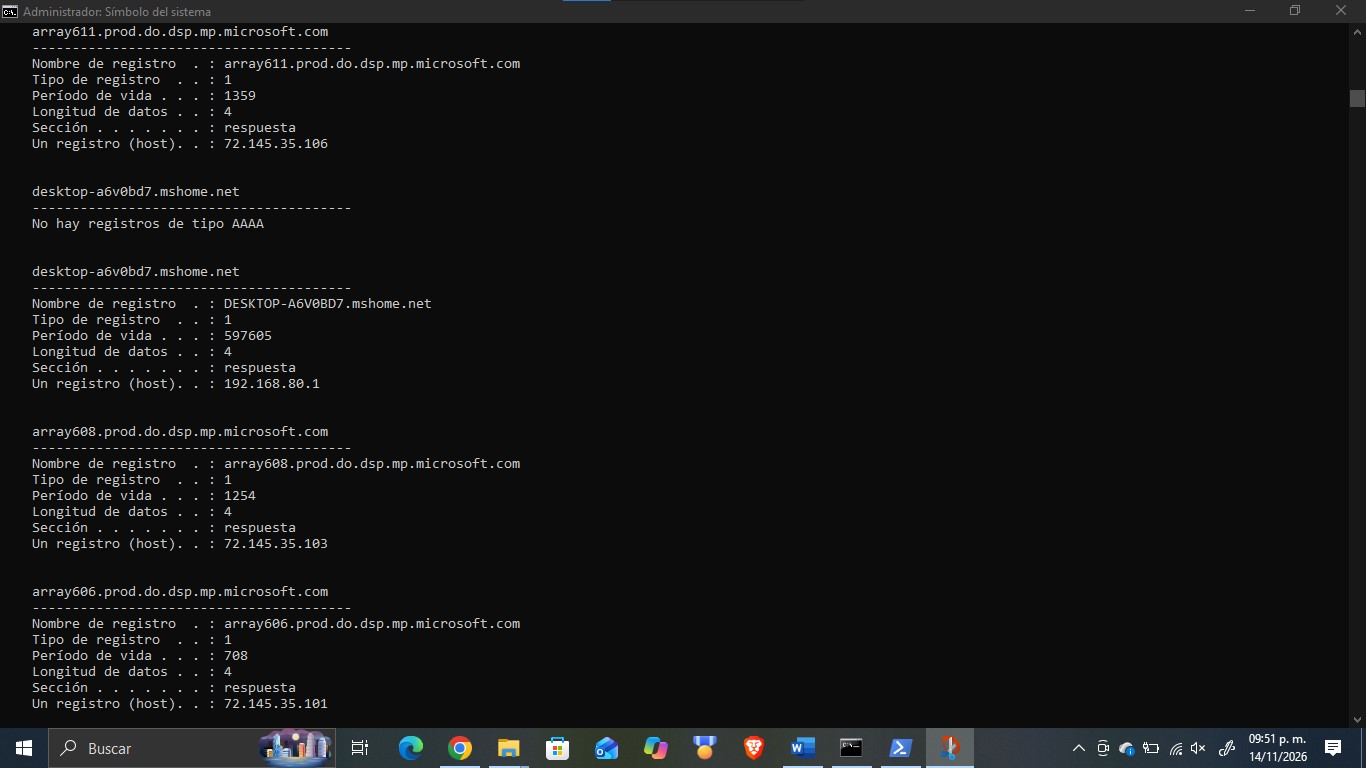 Administrador: Símbolo del sistema
array611.prod.do.dsp.mp.microsoft.com
----------------------------------------
Nombre de registro  . : array611.prod.do.dsp.mp.microsoft.com
Tipo de registro  . . : 1
Período de vida . . . : 1359
Longitud de datos . . : 4
Sección . . . . . . . : respuesta
Un registro (host). . : 72.145.35.106
desktop-a6v0bd7.mshome.net
----------------------------------------
No hay registros de tipo AAAA
desktop-a6v0bd7.mshome.net
----------------------------------------
Nombre de registro  . : DESKTOP-A6V0BD7.mshome.net
Tipo de registro  . . : 1
Período de vida . . . : 597605
Longitud de datos . . : 4
Sección . . . . . . . : respuesta
Un registro (host). . : 192.168.80.1
array608.prod.do.dsp.mp.microsoft.com
----------------------------------------
Nombre de registro  . : array608.prod.do.dsp.mp.microsoft.com
Tipo de registro  . . : 1
Período de vida . . . : 1254
Longitud de datos . . : 4
Sección . . . . . . . : respuesta
Un registro (host). . : 72.145.35.103
array606.prod.do.dsp.mp.microsoft.com
----------------------------------------
Nombre de registro  . : array606.prod.do.dsp.mp.microsoft.com
Tipo de registro  . . : 1
Período de vida . . . : 708
Longitud de datos . . : 4
Sección . . . . . . . : respuesta
Un registro (host). . : 72.145.35.101
Buscar
09:51 p. m.
14/11/2026